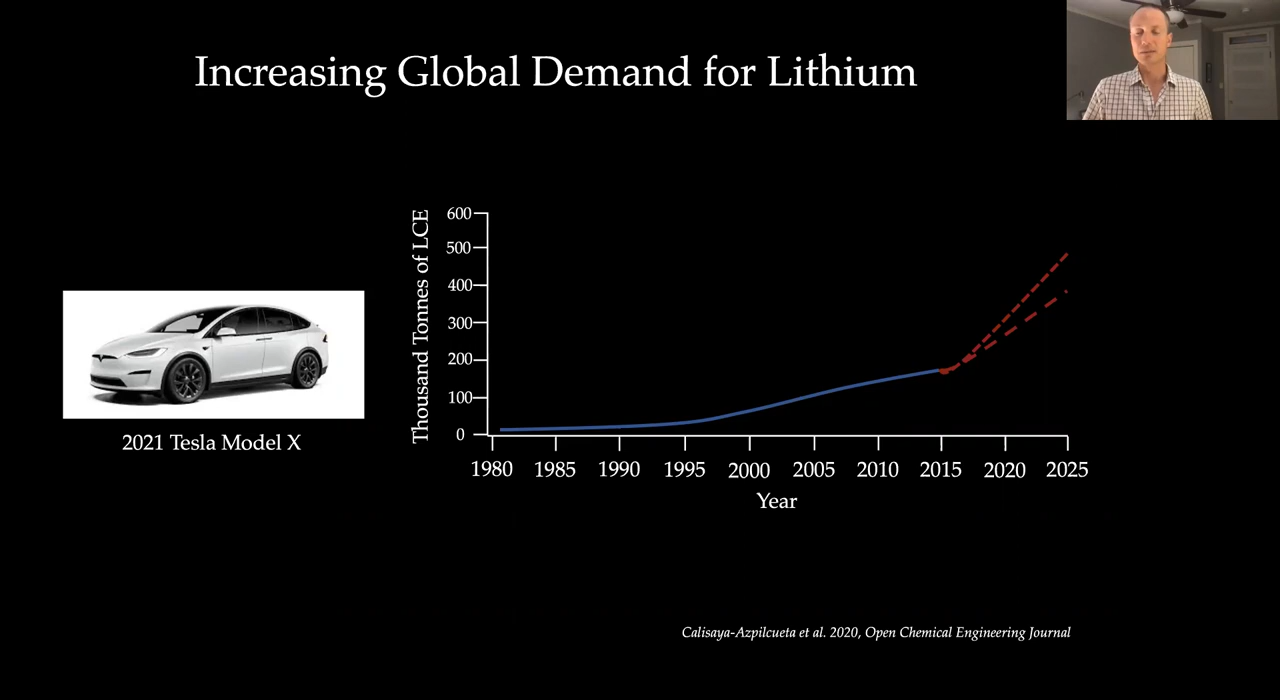 Increasing Global Demand for Lithium
Thousand Tonnes of LCE
600
500
400
300
200
100
0
1980 1985 1990 1995 2000 2005 2010 2015 2020 2025
Year
2021 Tesla Model X
Calisaya-Azpilcueta et al. 2020, Open Chemical Engineering Journal